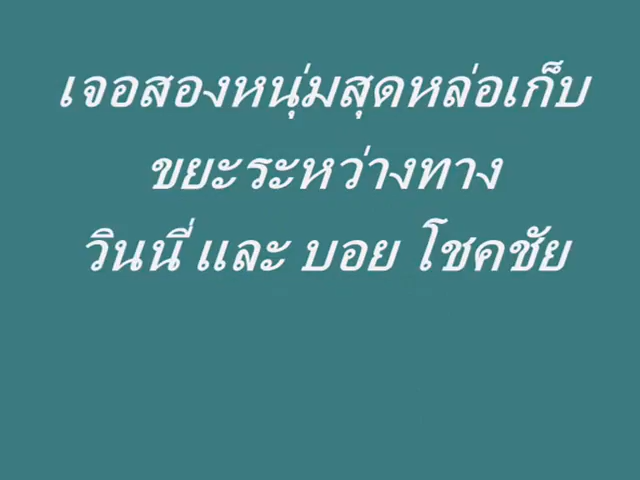 เจอสองหนุ่มสุดหล่อเก็บ
ขยะระหว่างทาง
วินนี่ และ บอย โชคชัย